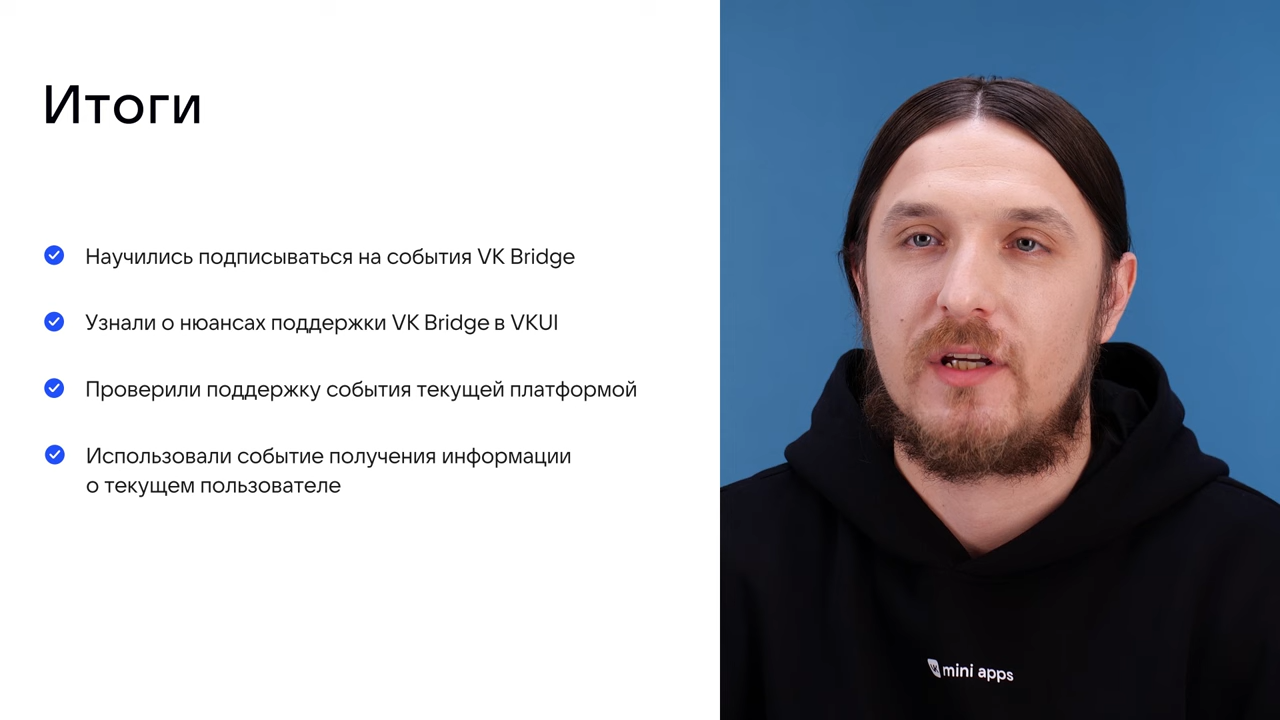 Итоги
Научились подписываться на события VK Bridge
Узнали о нюансах поддержки VK Bridge в VKUI
Проверили поддержку события текущей платформой
Использовали событие получения информации
о текущем пользователе
mini apps